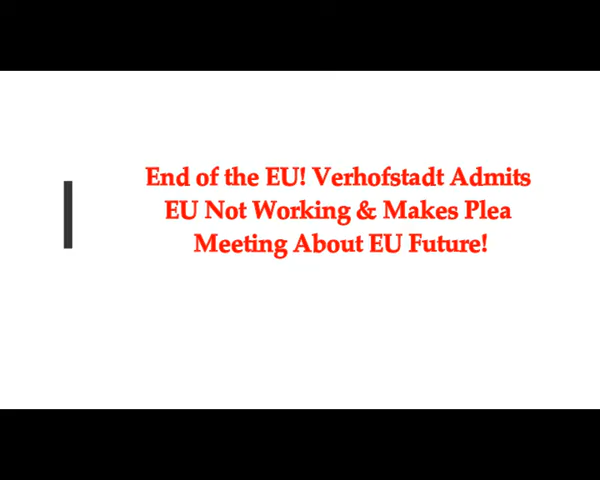 End of the EU! Verhofstadt Admits
EU Not Working & Makes Plea
Meeting About EU Future!